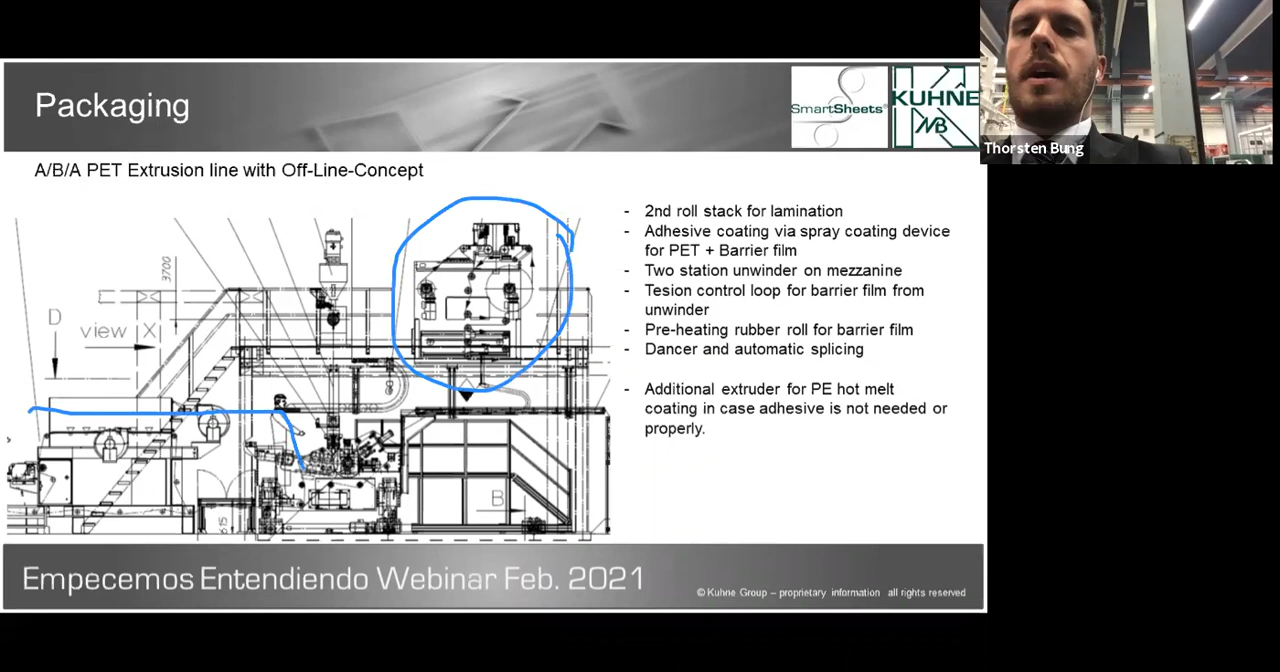 Packaging
SmartSheets®
KUHNE
MB
Thorsten Bung
A/B/A PET Extrusion line with Off-Line-Concept
- 2nd roll stack for lamination
- Adhesive coating via spray coating device
for PET + Barrier film
- Two station unwinder on mezzanine
- Tesion control loop for barrier film from
unwinder
- Pre-heating rubber roll for barrier film
- Dancer and automatic splicing
- Additional extruder for PE hot melt
coating in case adhesive is not needed or
properly.
3700
D
view X
B
615
Empecemos Entendiendo Webinar Feb. 2021
© Kuhne Group – proprietary information all rights reserved